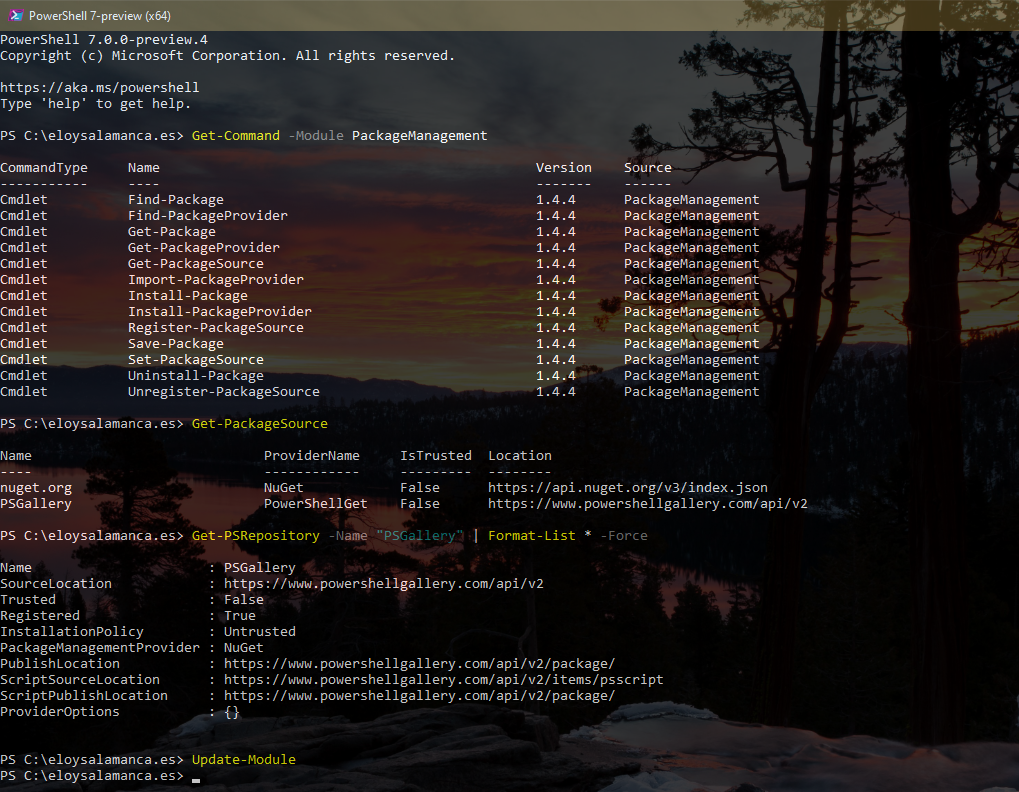 PowerShell 7-preview (x64)
PowerShell 7.0.0-preview.4
Copyright (c) Microsoft Corporation. All rights reserved.
https://aka.ms/powershell
Type 'help' to get help.
PS C:\eloysalamanca.es> Get-Command -Module PackageManagement
CommandType     Name                                               Version    Source
-----------     ----                                               -------    ------
Cmdlet          Find-Package                                       1.4.4      PackageManagement
Cmdlet          Find-PackageProvider                               1.4.4      PackageManagement
Cmdlet          Get-Package                                        1.4.4      PackageManagement
Cmdlet          Get-PackageProvider                                1.4.4      PackageManagement
Cmdlet          Get-PackageSource                                  1.4.4      PackageManagement
Cmdlet          Import-PackageProvider                             1.4.4      PackageManagement
Cmdlet          Install-Package                                    1.4.4      PackageManagement
Cmdlet          Install-PackageProvider                            1.4.4      PackageManagement
Cmdlet          Register-PackageSource                             1.4.4      PackageManagement
Cmdlet          Save-Package                                       1.4.4      PackageManagement
Cmdlet          Set-PackageSource                                  1.4.4      PackageManagement
Cmdlet          Uninstall-Package                                  1.4.4      PackageManagement
Cmdlet          Unregister-PackageSource                           1.4.4      PackageManagement
PS C:\eloysalamanca.es> Get-PackageSource
Name                             ProviderName     IsTrusted  Location
----                             ------------     ---------  --------
nuget.org                        NuGet            False      https://api.nuget.org/v3/index.json
PSGallery                        PowerShellGet    False      https://www.powershellgallery.com/api/v2
PS C:\eloysalamanca.es> Get-PSRepository -Name "PSGallery" | Format-List * -Force
Name                      : PSGallery
SourceLocation            : https://www.powershellgallery.com/api/v2
Trusted                   : False
Registered                : True
InstallationPolicy        : Untrusted
PackageManagementProvider : NuGet
PublishLocation           : https://www.powershellgallery.com/api/v2/package/
ScriptSourceLocation      : https://www.powershellgallery.com/api/v2/items/psscript
ScriptPublishLocation     : https://www.powershellgallery.com/api/v2/package/
ProviderOptions           : {}
PS C:\eloysalamanca.es> Update-Module
PS C:\eloysalamanca.es>